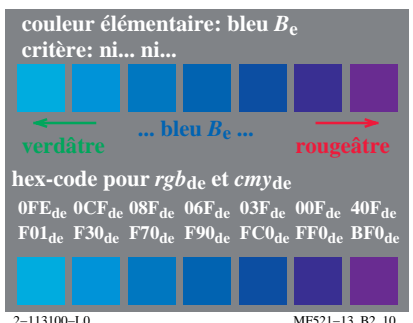 couleur élémentaire: bleu Be
critère: ni... ni...
... bleu Be ...
verdâtre rougeâtre
hex-code pour rgbde et cmyde
0FEde 0CFde 08Fde 06Fde 03Fde 00Fde 40Fde
F01de F30de F70de F90de FC0de FF0de BF0de
2-113100-L0 MF521-13, B2_10